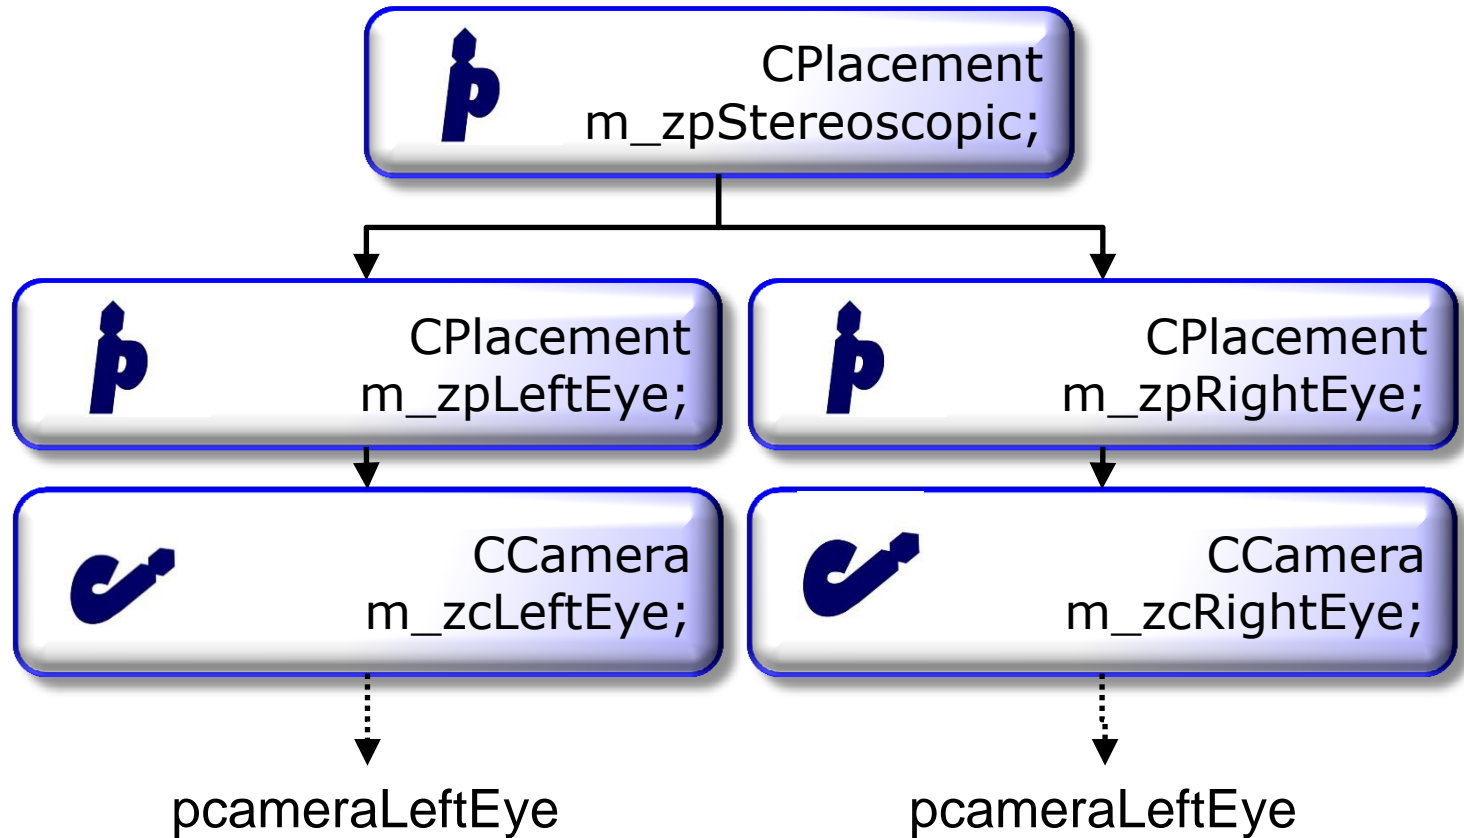 CPlacement
m_zpStereoscopic;
CPlacement
m_zpLeftEye;
CPlacement
m_zpRightEye;
CCamera
m_zcLeftEye;
CCamera
m_zcRightEye;
pcameraLeftEye
pcameraLeftEye